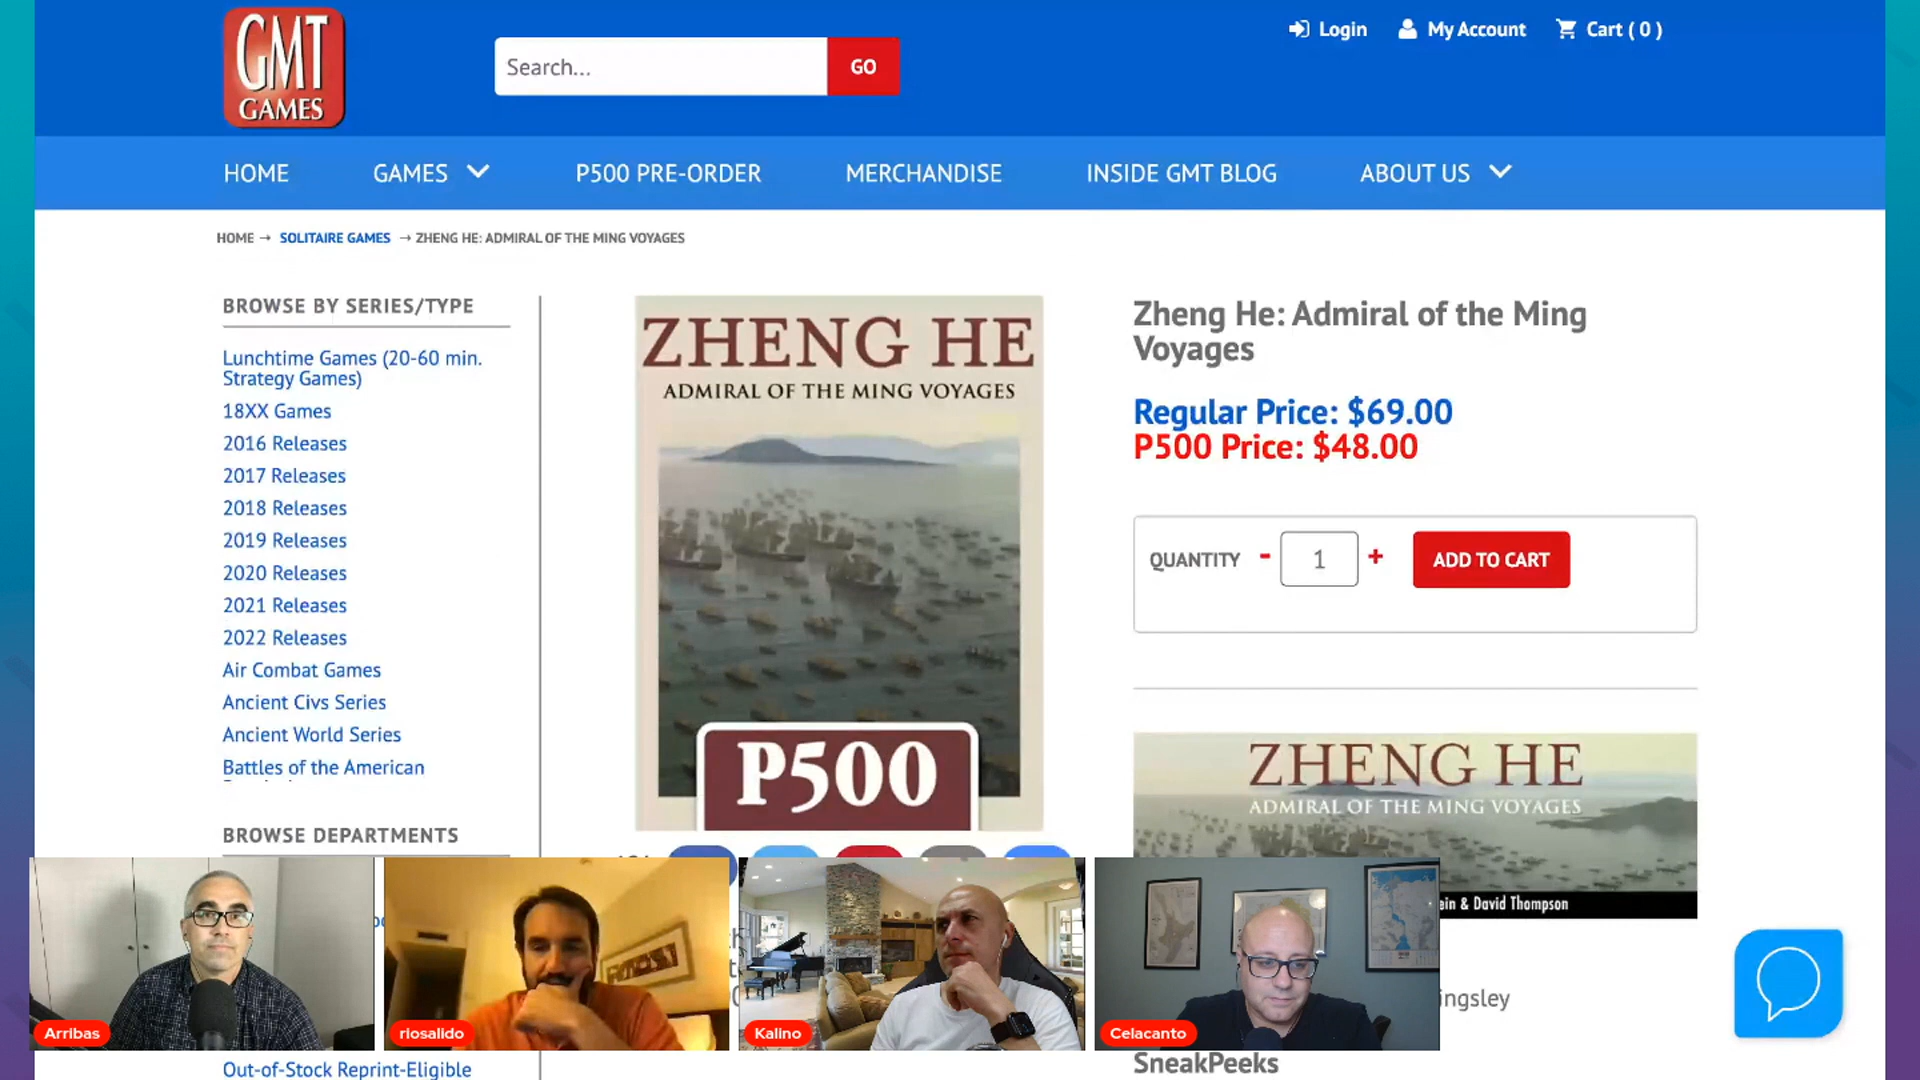 GMT
GAMES
Search...
GO
Login
My Account
Cart ( 0 )
HOME
GAMES
P500 PRE-ORDER
MERCHANDISE
INSIDE GMT BLOG
ABOUT US
HOME → SOLITAIRE GAMES → ZHENG HE: ADMIRAL OF THE MING VOYAGES
BROWSE BY SERIES/TYPE
Lunchtime Games (20-60 min.
Strategy Games)
18XX Games
2016 Releases
2017 Releases
2018 Releases
2019 Releases
2020 Releases
2021 Releases
2022 Releases
Air Combat Games
Ancient Civs Series
Ancient World Series
Battles of the American
BROWSE DEPARTMENTS
Out-of-Stock Reprint-Eligible
ZHENG HE
ADMIRAL OF THE MING VOYAGES
P500
Zheng He: Admiral of the Ming
Voyages
Regular Price: $69.00
P500 Price: $48.00
QUANTITY - 1 +
ADD TO CART
ZHENG HE
ADMIRAL OF THE MING VOYAGES
& David Thompson
SneakPeeks
Arribas
riosalido
Kalino
Celacanto